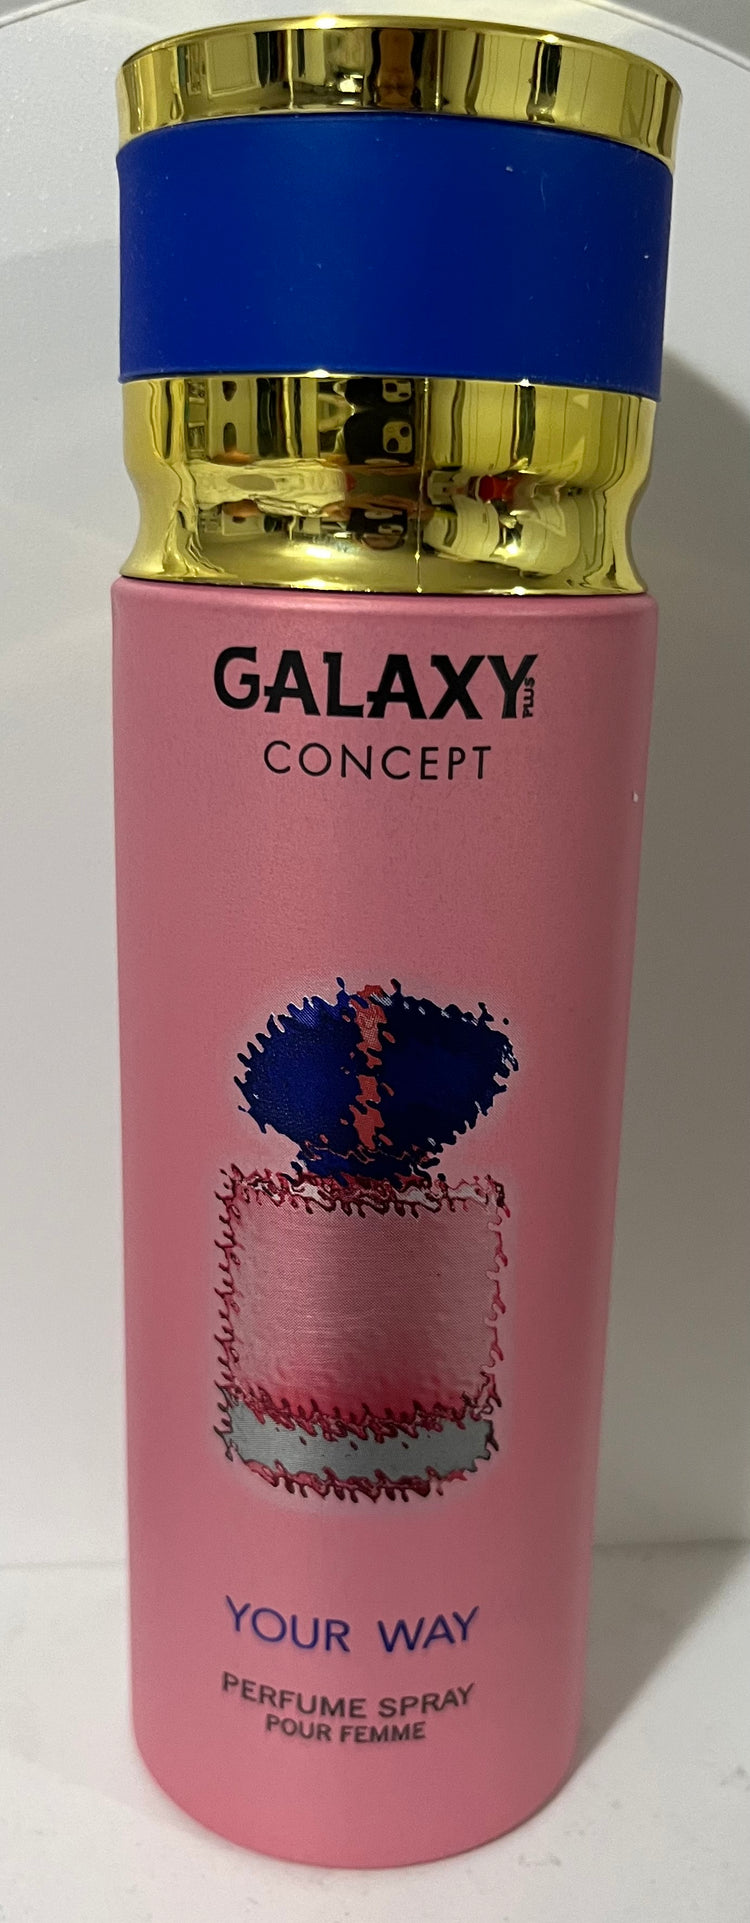 GALAXY PLUS
CONCEPT
YOUR WAY
PERFUME SPRAY
POUR FEMME